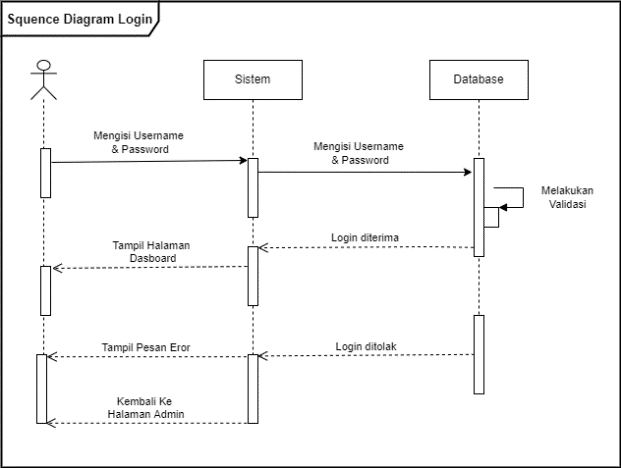 Squence Diagram Login
Sistem
Database
Mengisi Username
& Password
Mengisi Username
& Password
Melakukan
Validasi
Login diterima
Tampil Halaman
Dasboard
Login ditolak
Tampil Pesan Eror
Kembali Ke
Halaman Admin